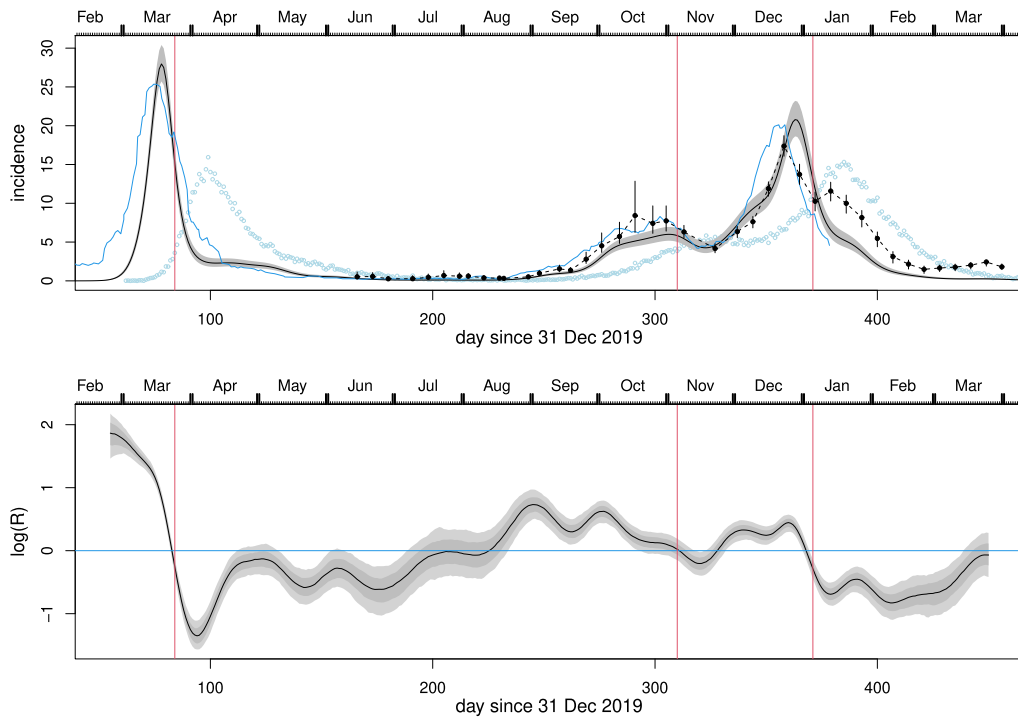 Feb Mar Apr May Jun Jul Aug Sep Oct Nov Dec Jan Feb Mar
30
25
20
15
10
5
0
incidence
100 200 300 400
day since 31 Dec 2019
Feb Mar Apr May Jun Jul Aug Sep Oct Nov Dec Jan Feb Mar
2
1
0
−1
log(R)
100 200 300 400
day since 31 Dec 2019